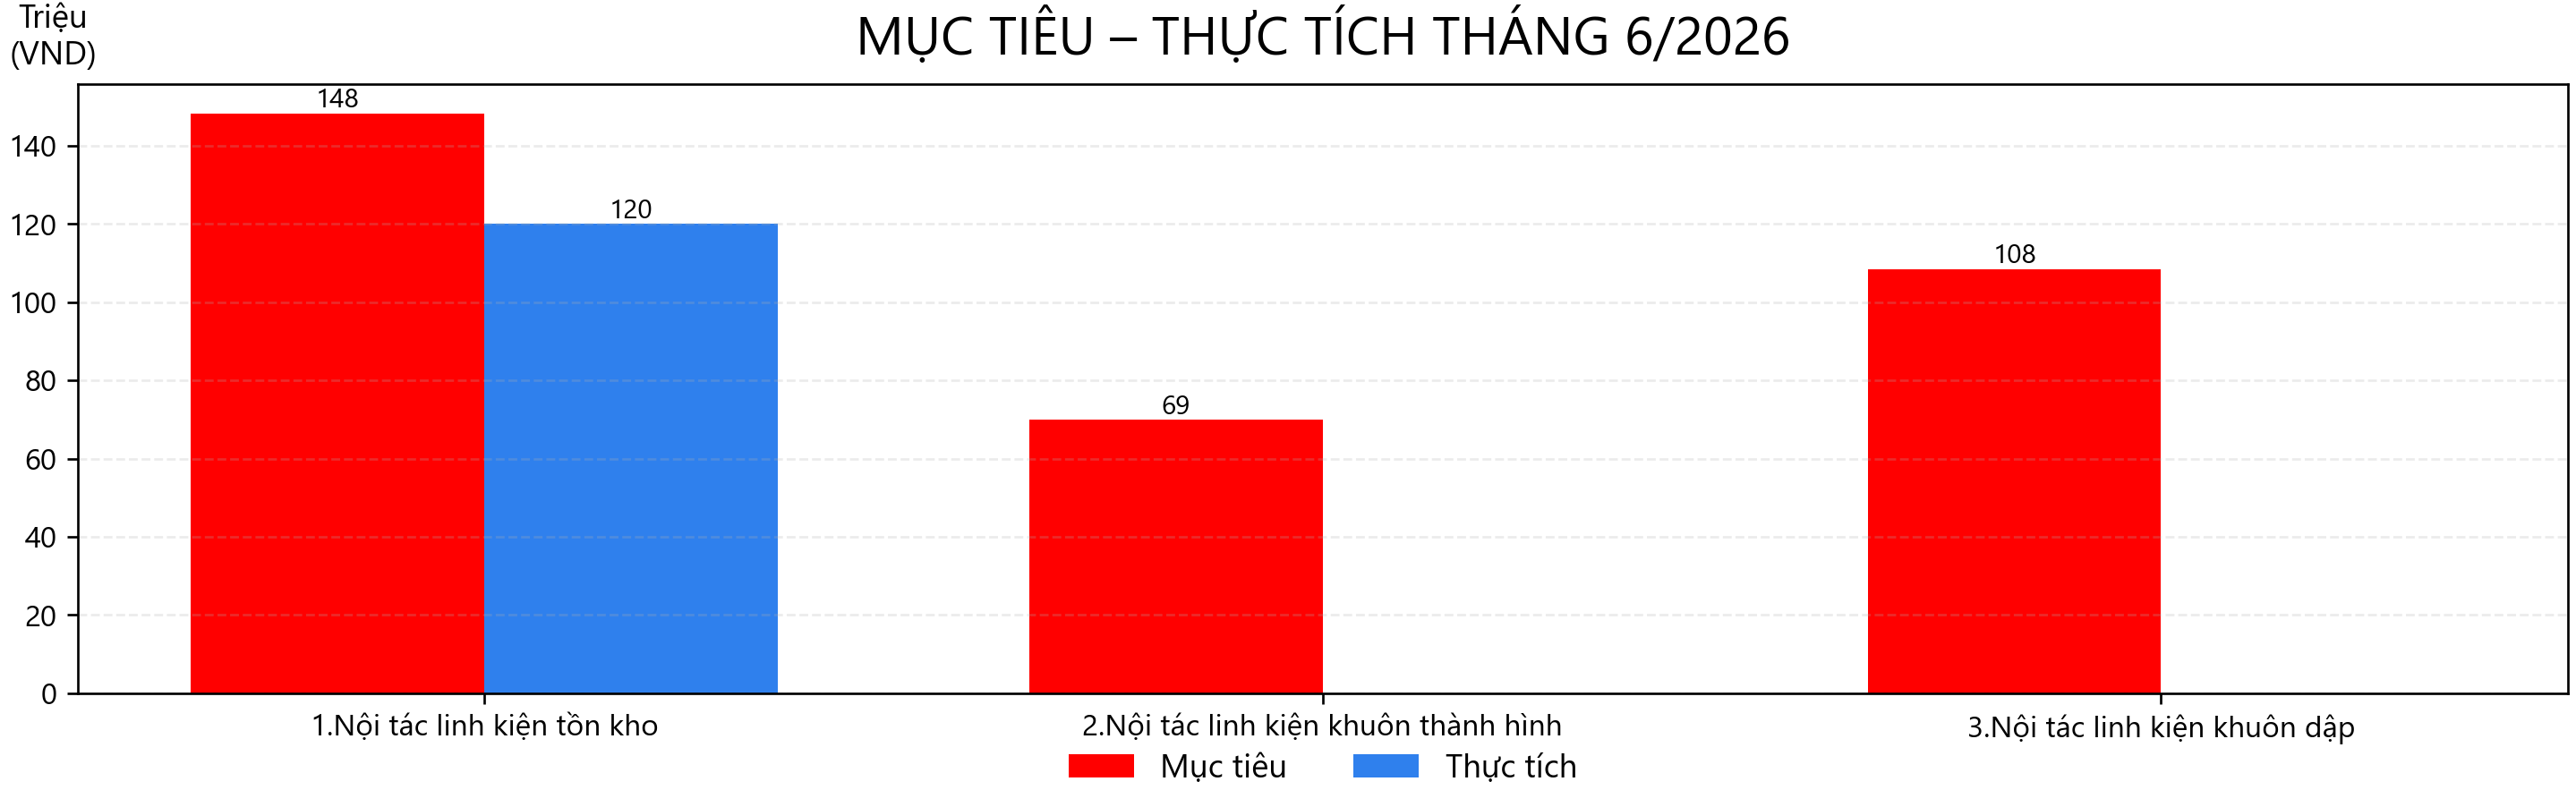 Triệu
(VND)
MỤC TIÊU – THỰC TÍCH THÁNG 6/2026
148
140
120
120
108
100
80
69
60
40
20
0
1.Nội tác linh kiện tồn kho
2.Nội tác linh kiện khuôn thành hình
3.Nội tác linh kiện khuôn dập
Mục tiêu
Thực tích